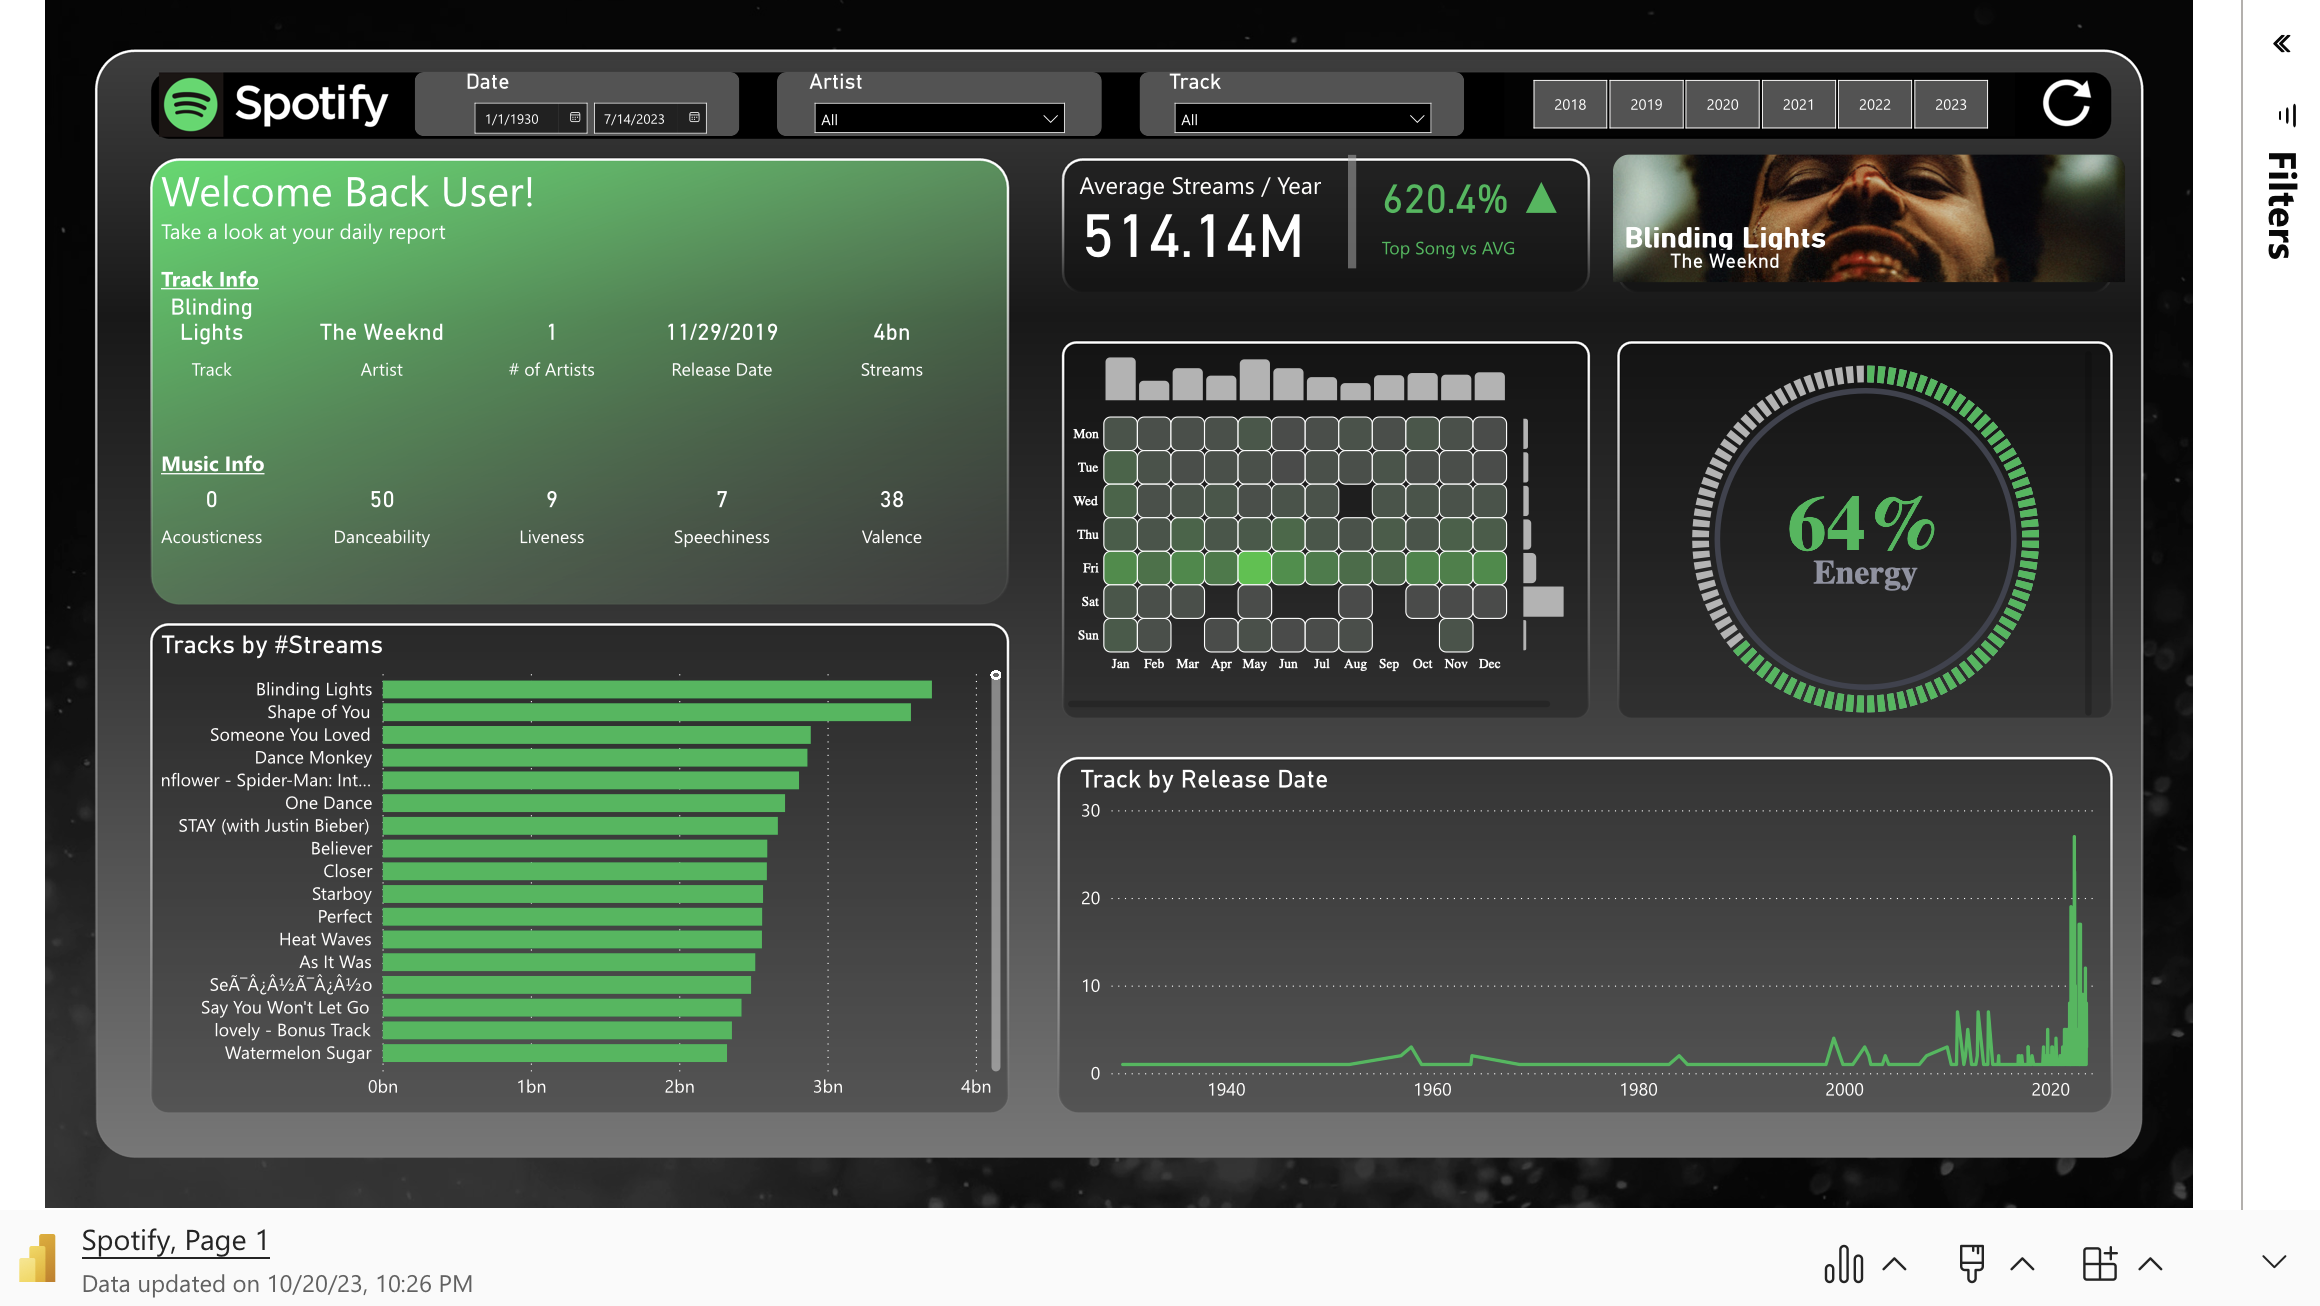 Spotify
Date
1/1/1930
7/14/2023
Artist
All
Track
All
2018
2019
2020
2021
2022
2023
Welcome Back User!
Take a look at your daily report
Track Info
Blinding
Lights
The Weeknd
1
11/29/2019
4bn
Track
Artist
# of Artists
Release Date
Streams
Music Info
0
50
9
7
38
Acousticness
Danceability
Liveness
Speechiness
Valence
Average Streams / Year
514.14M
620.4%
Top Song vs AVG
Blinding Lights
The Weeknd
Mon
Tue
Wed
Thu
Fri
Sat
Sun
Jan Feb Mar Apr May Jun Jul Aug Sep Oct Nov Dec
64%
Energy
Tracks by #Streams
Blinding Lights
Shape of You
Someone You Loved
Dance Monkey
nflower - Spider-Man: Int...
One Dance
STAY (with Justin Bieber)
Believer
Closer
Starboy
Perfect
Heat Waves
As It Was
SeÃ¯Â¿Â½Ã¯Â¿Â½o
Say You Won't Let Go
lovely - Bonus Track
Watermelon Sugar
0bn 1bn 2bn 3bn 4bn
Track by Release Date
30
20
10
0
1940 1960 1980 2000 2020
Filters
Spotify, Page 1
Data updated on 10/20/23, 10:26 PM